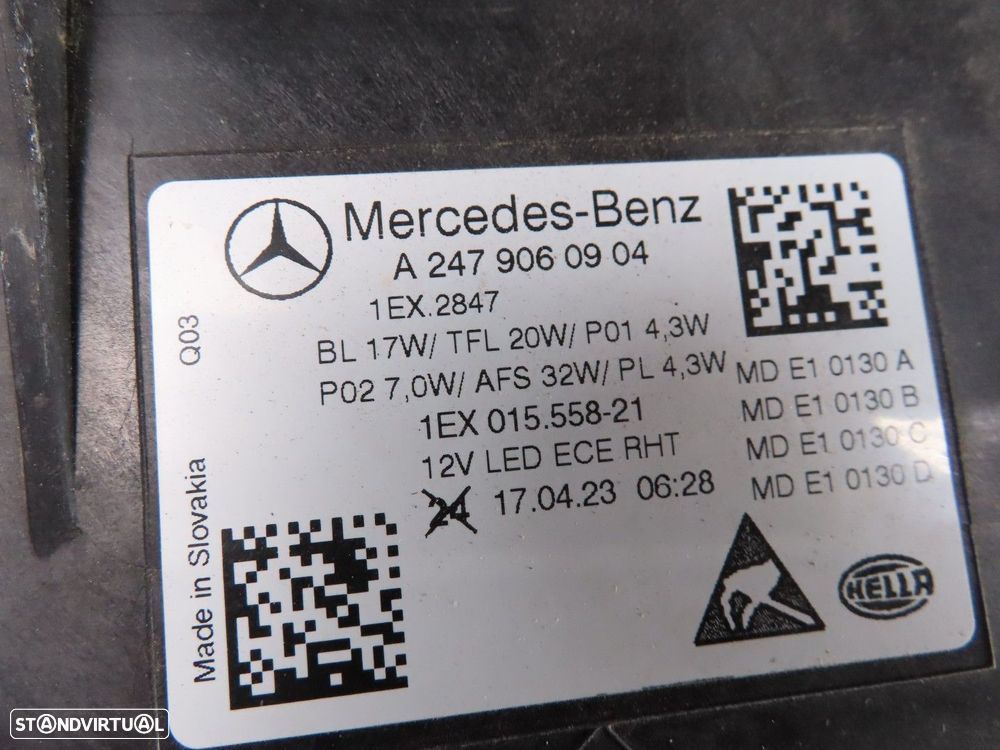 Mercedes-Benz
A 247 906 09 04
1EX.2847
BL 17W/ TFL 20W/ P01 4,3W
P02 7,0W/ AFS 32W/ PL 4,3W
1EX 015.558-21
12V LED ECE RHT
24 17.04.23 06:28
MD E1 0130 A
MD E1 0130 B
MD E1 0130 C
MD E1 0130 D
Q03
Made in Slovakia
HELLA
STANDVIRTUAL